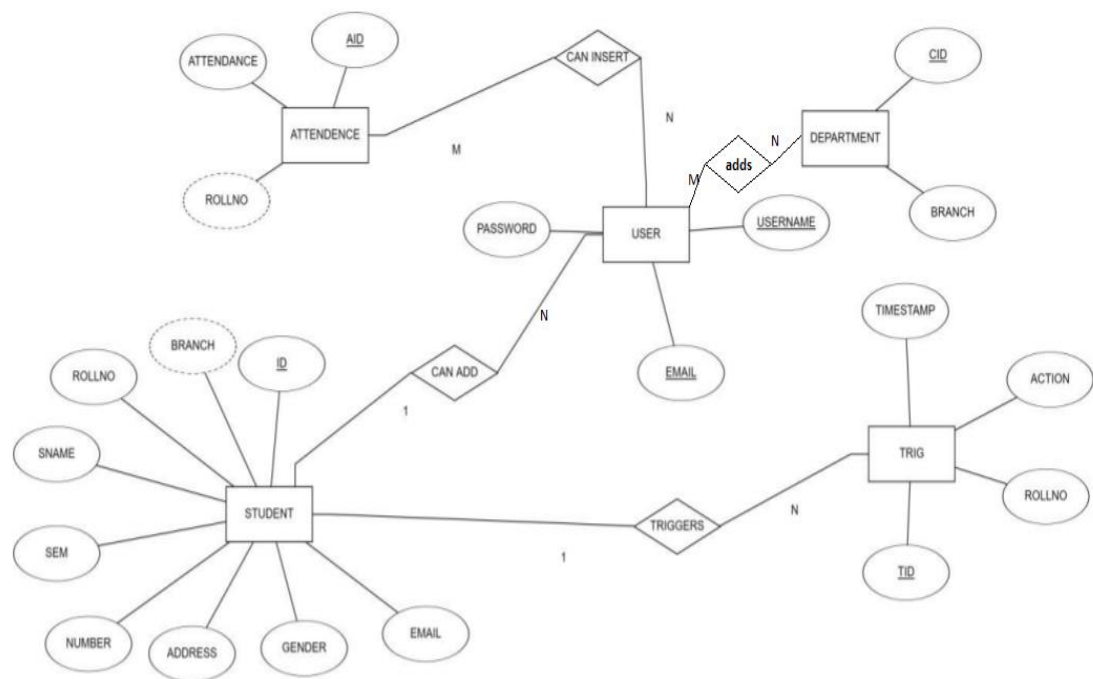 AID
ATTENDANCE
CAN INSERT
CID
ATTENDENCE
M
N
N
DEPARTMENT
adds
M
ROLLNO
BRANCH
PASSWORD
USER
USERNAME
N
TIMESTAMP
BRANCH
ID
EMAIL
ROLLNO
CAN ADD
ACTION
1
SNAME
TRIG
ROLLNO
STUDENT
TRIGGERS
N
SEM
1
TID
NUMBER
ADDRESS
GENDER
EMAIL